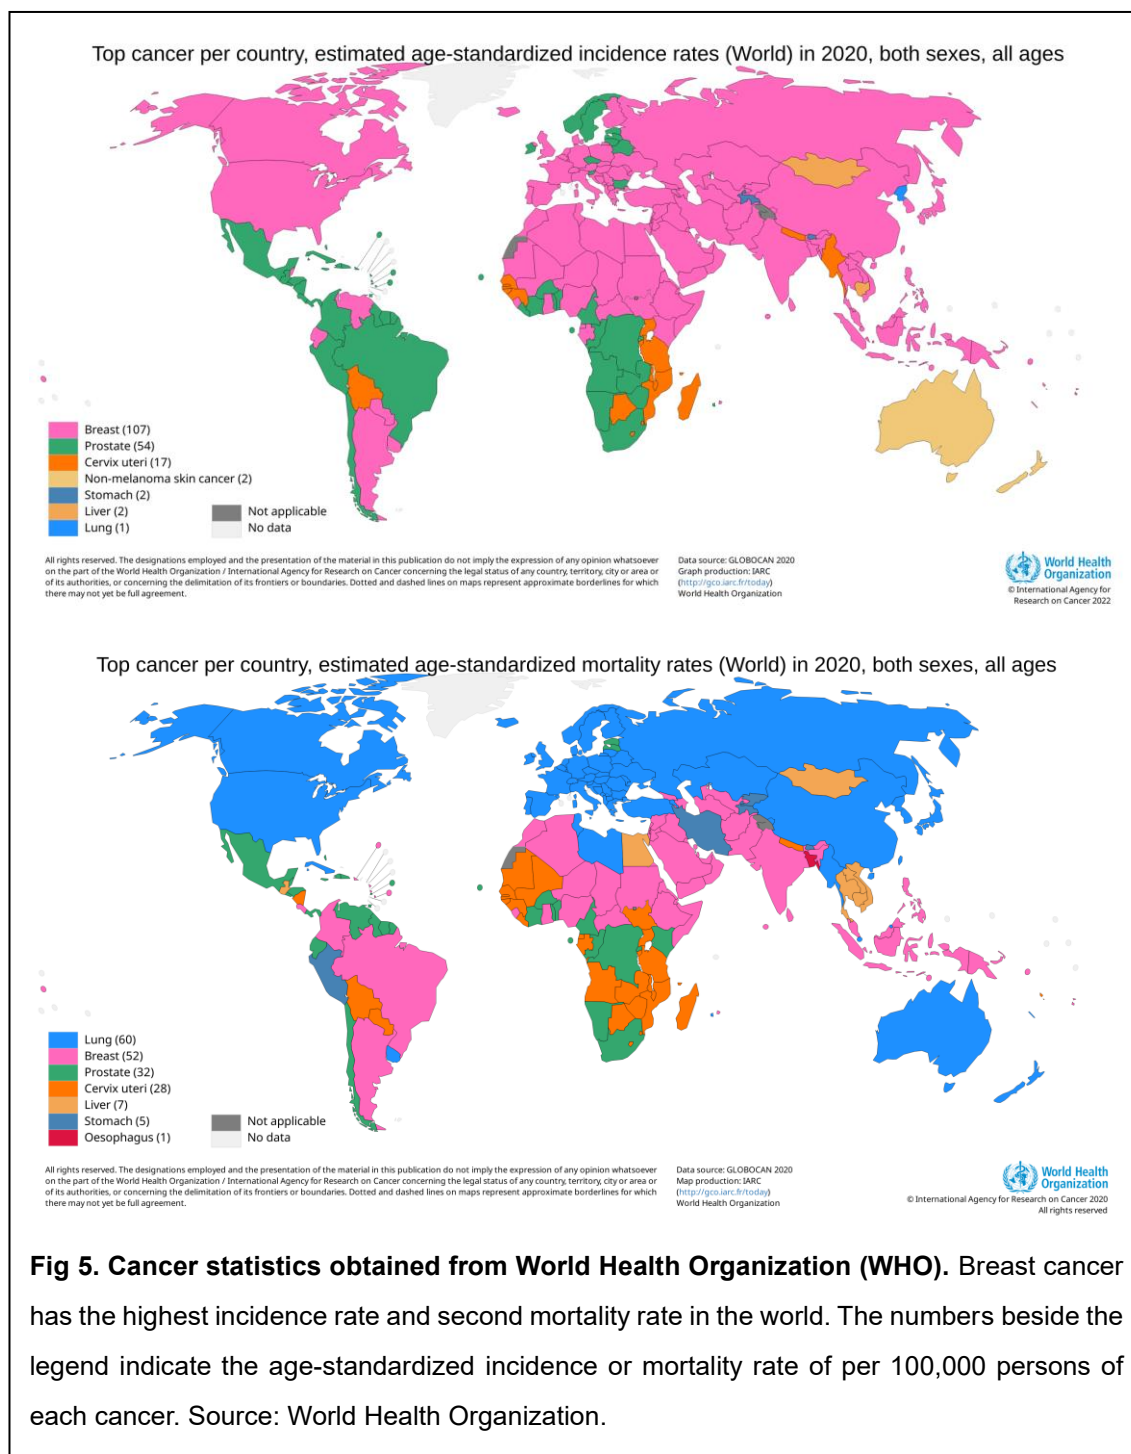 Top cancer per country, estimated age-standardized incidence rates (World) in 2020, both sexes, all ages
Breast (107)
Prostate (54)
Cervix uteri (17)
Non-melanoma skin cancer (2)
Stomach (2)
Liver (2)
Lung (1)
Not applicable
No data
All rights reserved. The designations employed and the presentation of the material in this publication do not imply the expression of any opinion whatsoever
on the part of the World Health Organization / International Agency for Research on Cancer concerning the legal status of any country, territory, city or area or
of its authorities, or concerning the delimitation of its frontiers or boundaries. Dotted and dashed lines on maps represent approximate borderlines for which
there may not yet be full agreement.
Data source: GLOBOCAN 2020
Graph production: IARC
(http://gco.iarc.fr/today)
World Health Organization
World Health
Organization
© International Agency for
Research on Cancer 2022
Top cancer per country, estimated age-standardized mortality rates (World) in 2020, both sexes, all ages
Lung (60)
Breast (52)
Prostate (32)
Cervix uteri (28)
Liver (7)
Stomach (5)
Oesophagus (1)
Not applicable
No data
All rights reserved. The designations employed and the presentation of the material in this publication do not imply the expression of any opinion whatsoever
on the part of the World Health Organization / International Agency for Research on Cancer concerning the legal status of any country, territory, city or area or
of its authorities, or concerning the delimitation of its frontiers or boundaries. Dotted and dashed lines on maps represent approximate borderlines for which
there may not yet be full agreement.
Data source: GLOBOCAN 2020
Map production: IARC
(http://gco.iarc.fr/today)
World Health Organization
World Health
Organization
© International Agency for Research on Cancer 2020
All rights reserved
Fig 5. Cancer statistics obtained from World Health Organization (WHO). Breast cancer
has the highest incidence rate and second mortality rate in the world. The numbers beside the
legend indicate the age-standardized incidence or mortality rate of per 100,000 persons of
each cancer. Source: World Health Organization.